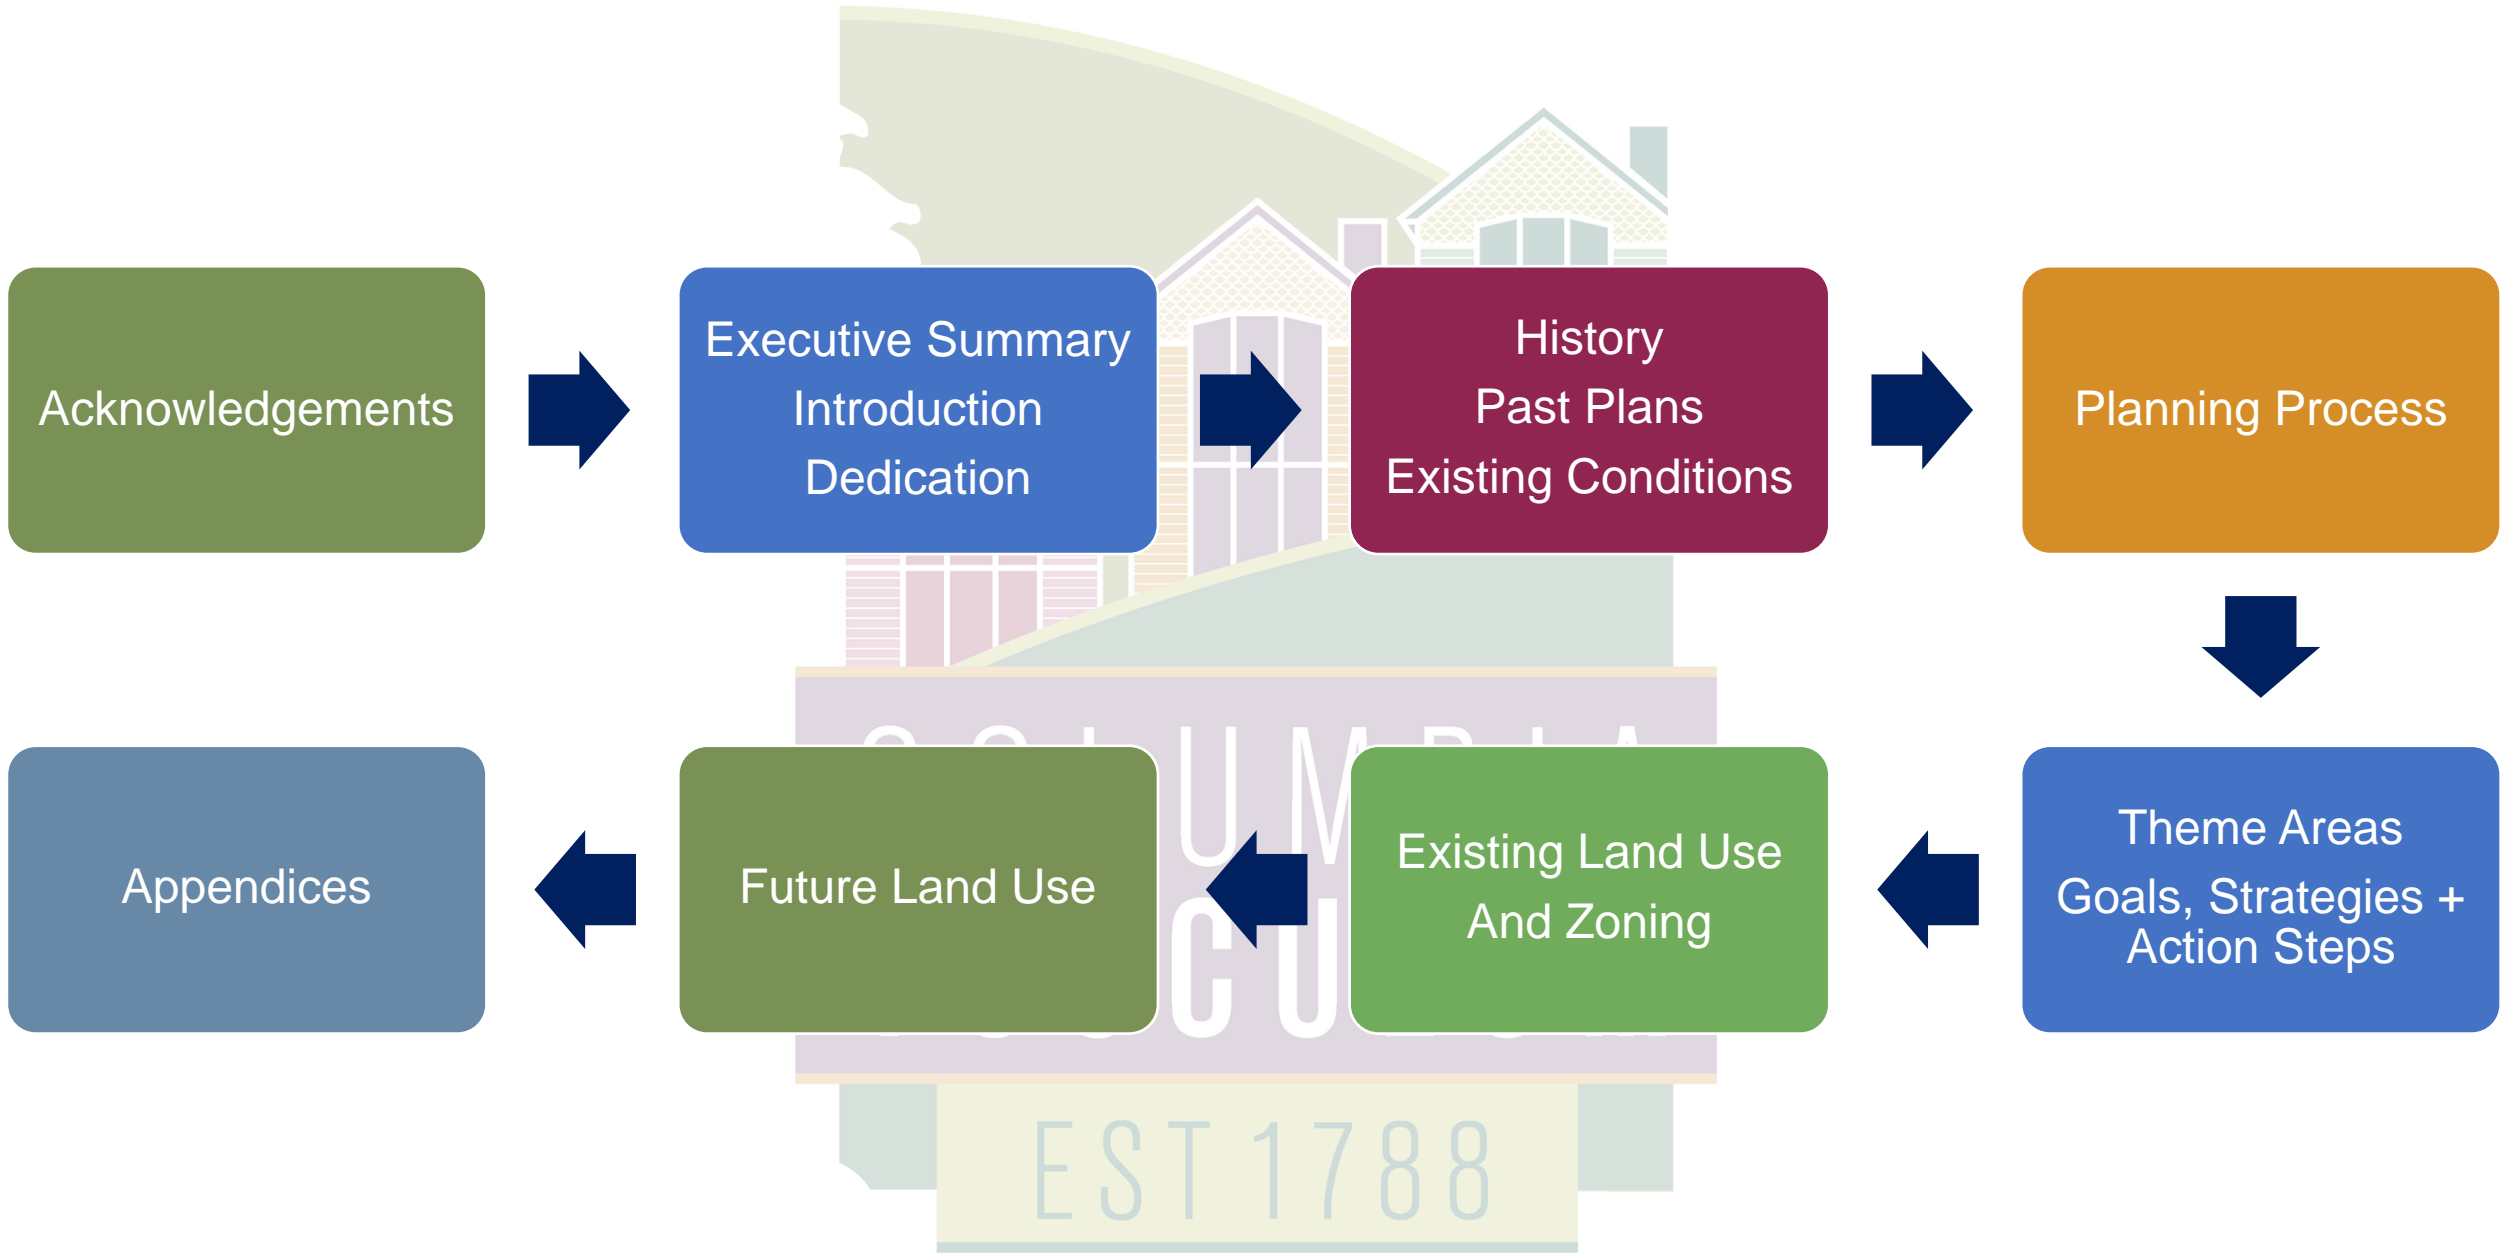 Acknowledgements
Executive Summary
Introduction
Dedication
History
Past Plans
Existing Conditions
Planning Process
Theme Areas
Goals, Strategies +
Action Steps
Existing Land Use
And Zoning
Future Land Use
Appendices
EST 1788